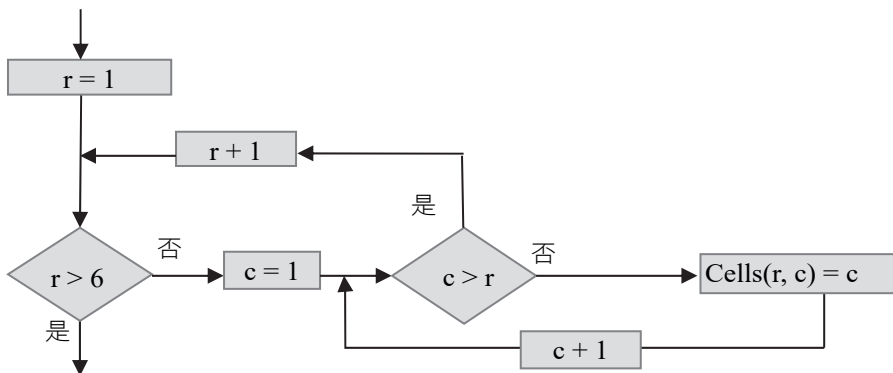 r = 1
r + 1
是
否
否
r > 6
c = 1
c > r
Cells(r, c) = c
是
c + 1